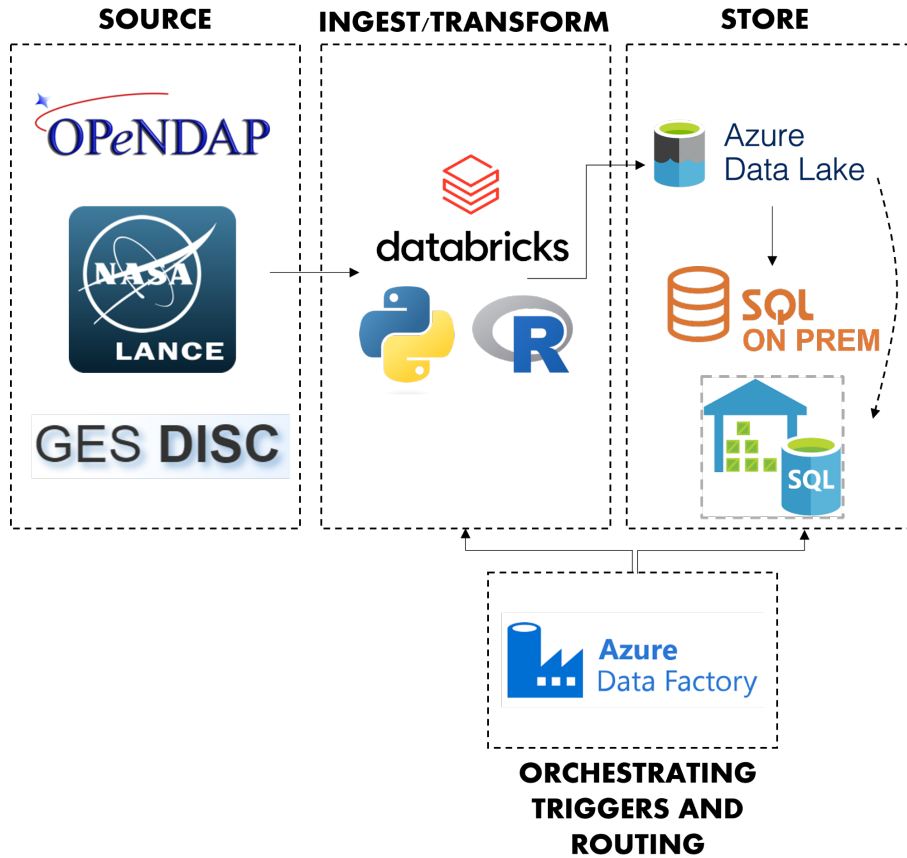 SOURCE
INGEST/TRANSFORM
STORE
OPeNDAP
NASA
LANCE
GES DISC
databricks
R
Azure
Data Lake
SQL
ON PREM
SQL
Azure
Data Factory
ORCHESTRATING
TRIGGERS AND
ROUTING